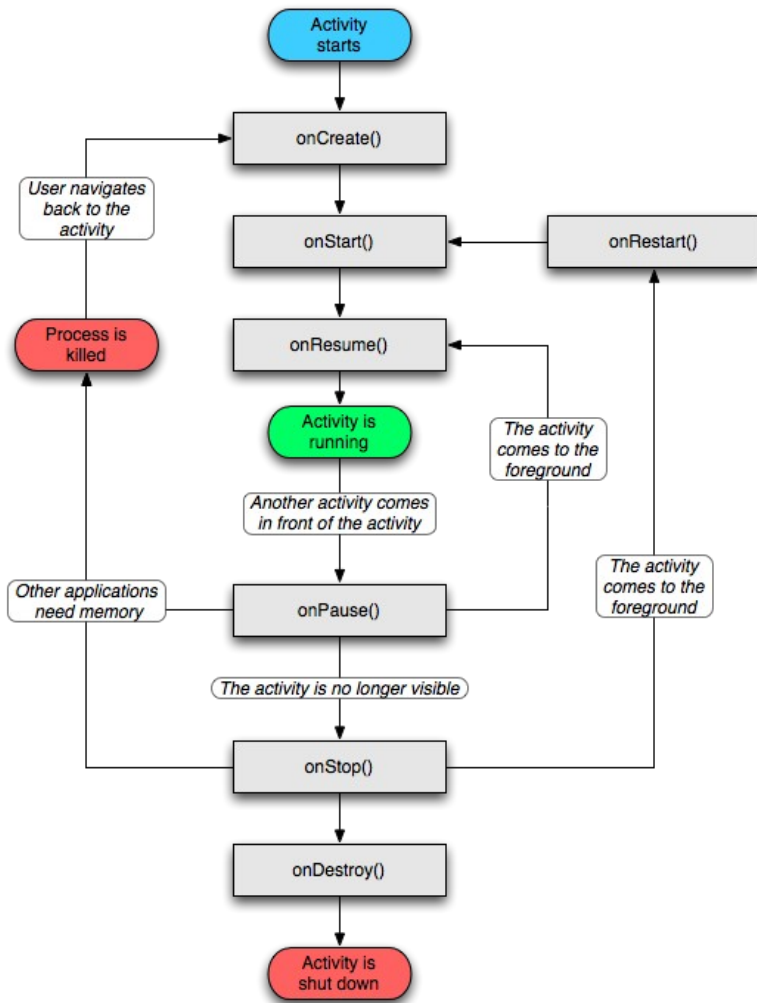 Activity
starts
onCreate()
User navigates
back to the
activity
onStart()
onRestart()
Process is
killed
onResume()
Activity is
running
The activity
comes to the
foreground
Another activity comes
in front of the activity
The activity
comes to the
foreground
Other applications
need memory
onPause()
The activity is no longer visible
onStop()
onDestroy()
Activity is
shut down